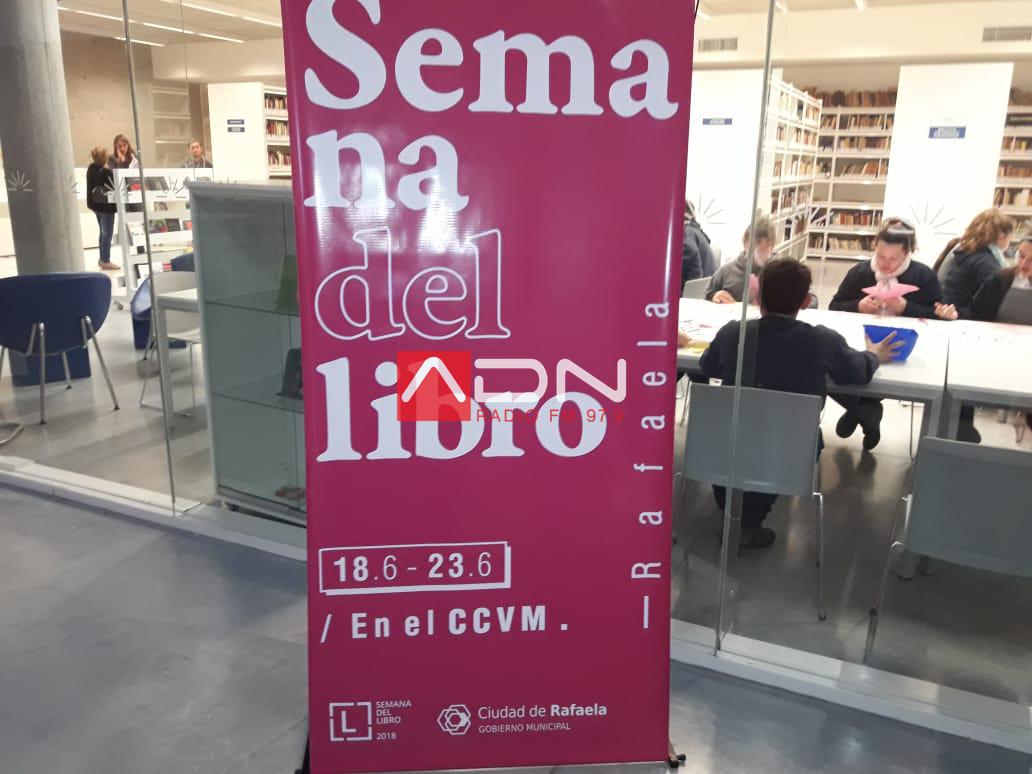 Sema
na
del
libro
Rafaela
ADN
RADIO FM 97.9
18.6 - 23.6
/ En el CCVM .
L
SEMANA
DEL
LIBRO
2018
Ciudad de Rafaela
GOBIERNO MUNICIPAL